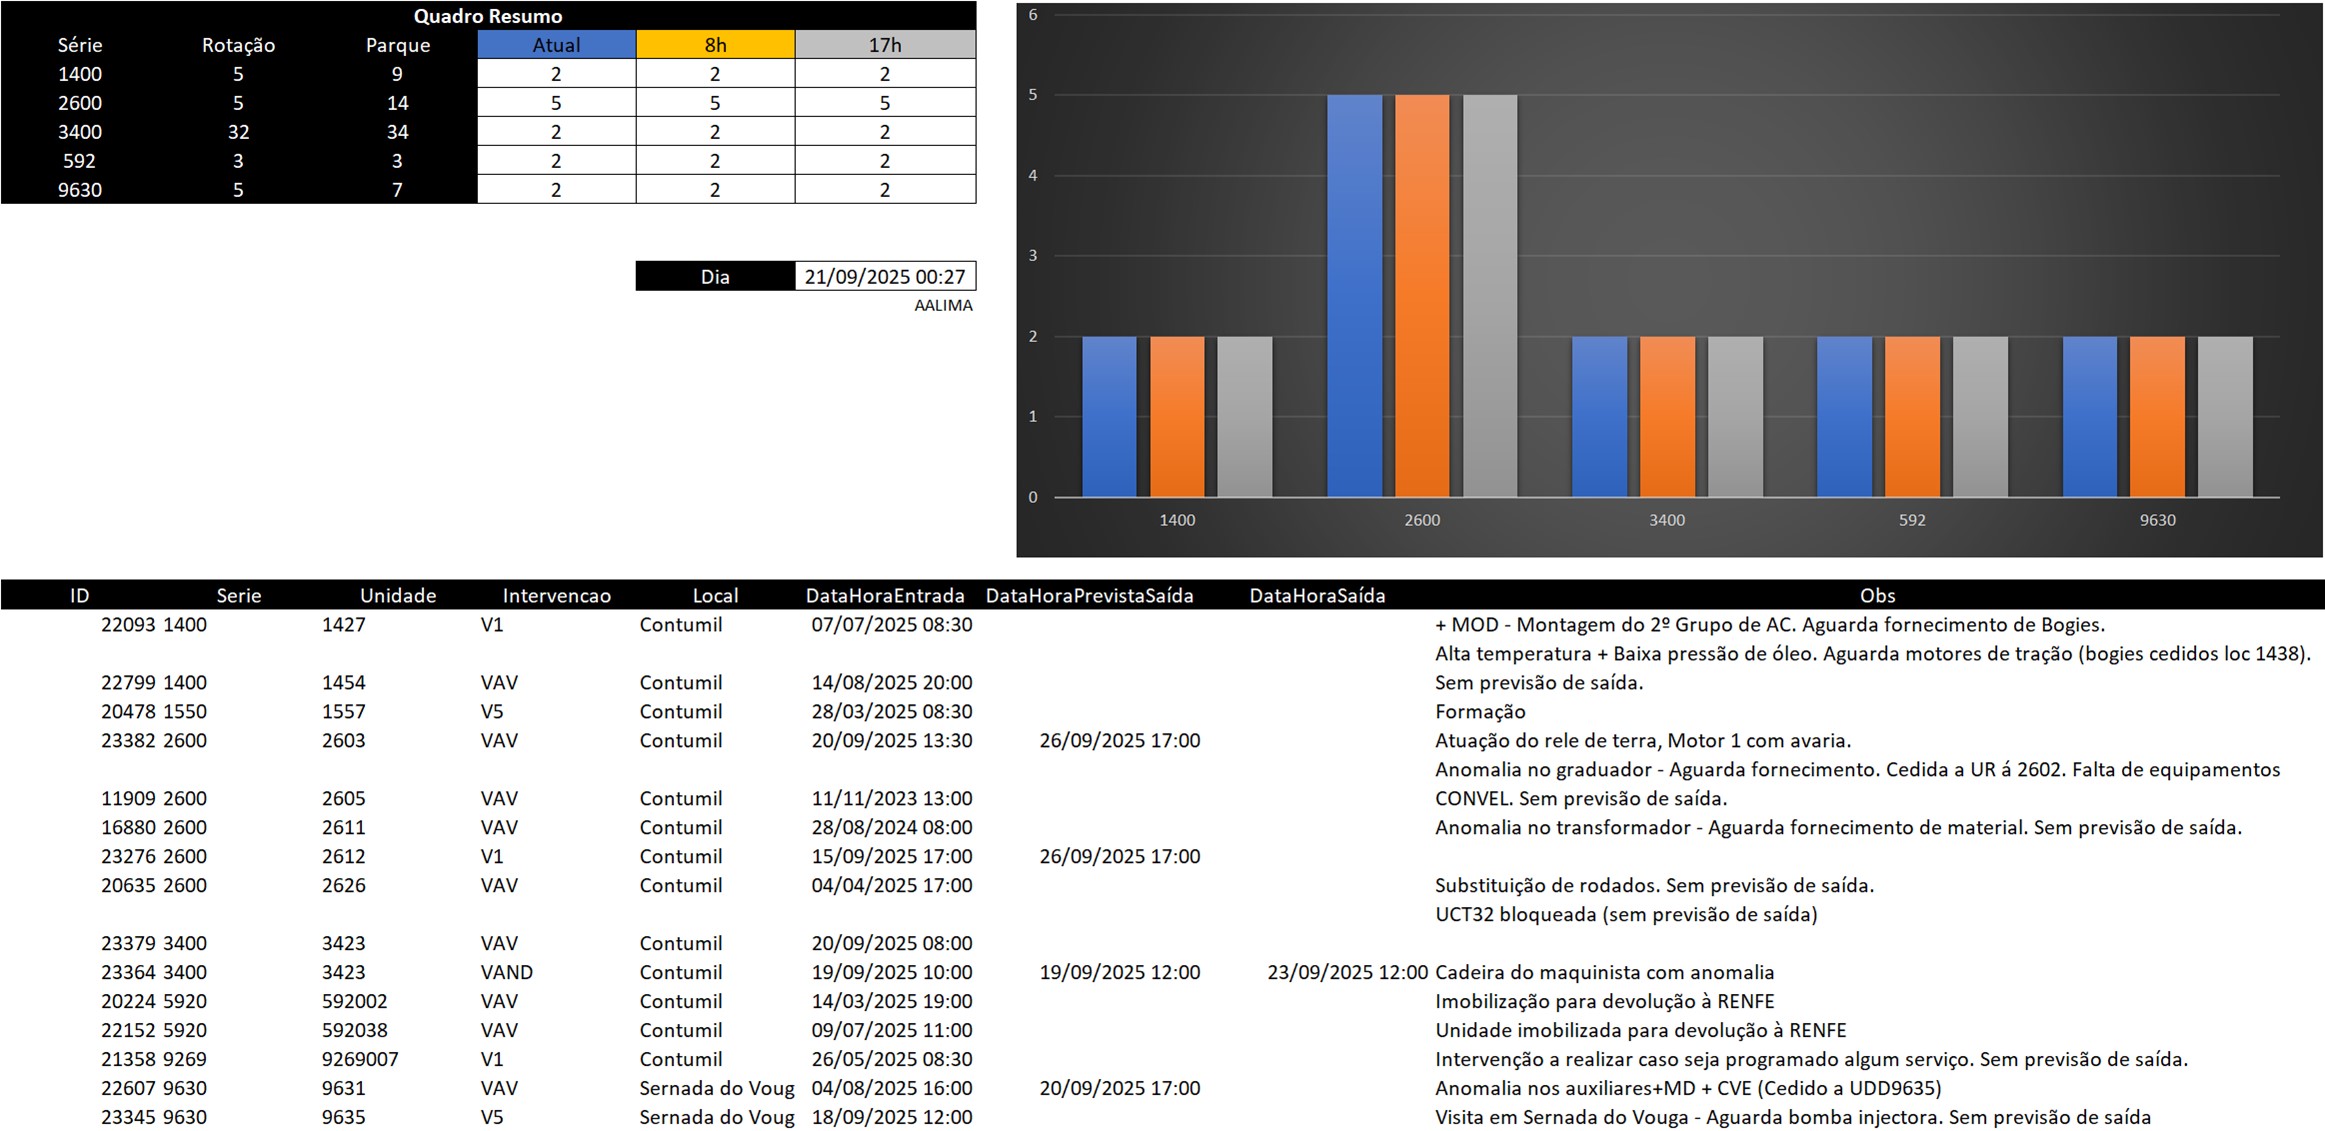 Quadro Resumo
Série Rotação Parque Atual 8h 17h
1400 5 9 2 2 2
2600 5 14 5 5 5
3400 32 34 2 2 2
592 3 3 2 2 2
9630 5 7 2 2 2
Dia 21/09/2025 00:27
AALIMA
6
5
4
3
2
1
0
1400 2600 3400 592 9630
ID Serie Unidade Intervencao Local DataHoraEntrada DataHoraPrevistaSaída DataHoraSaída Obs
22093 1400 1427 V1 Contumil 07/07/2025 08:30 + MOD - Montagem do 2º Grupo de AC. Aguarda fornecimento de Bogies.
Alta temperatura + Baixa pressão de óleo. Aguarda motores de tração (bogies cedidos loc 1438).
22799 1400 1454 VAV Contumil 14/08/2025 20:00 Sem previsão de saída.
20478 1550 1557 V5 Contumil 28/03/2025 08:30 Formação
23382 2600 2603 VAV Contumil 20/09/2025 13:30 26/09/2025 17:00 Atuação do rele de terra, Motor 1 com avaria.
Anomalia no graduador - Aguarda fornecimento. Cedida a UR á 2602. Falta de equipamentos
11909 2600 2605 VAV Contumil 11/11/2023 13:00 CONVEL. Sem previsão de saída.
16880 2600 2611 VAV Contumil 28/08/2024 08:00 Anomalia no transformador - Aguarda fornecimento de material. Sem previsão de saída.
23276 2600 2612 V1 Contumil 15/09/2025 17:00 26/09/2025 17:00
20635 2600 2626 VAV Contumil 04/04/2025 17:00 Substituição de rodados. Sem previsão de saída.
UCT32 bloqueada (sem previsão de saída)
23379 3400 3423 VAV Contumil 20/09/2025 08:00
23364 3400 3423 VAND Contumil 19/09/2025 10:00 19/09/2025 12:00 23/09/2025 12:00 Cadeira do maquinista com anomalia
20224 5920 592002 VAV Contumil 14/03/2025 19:00 Imobilização para devolução à RENFE
22152 5920 592038 VAV Contumil 09/07/2025 11:00 Unidade imobilizada para devolução à RENFE
21358 9269 9269007 V1 Contumil 26/05/2025 08:30 Intervenção a realizar caso seja programado algum serviço. Sem previsão de saída.
22607 9630 9631 VAV Sernada do Voug 04/08/2025 16:00 20/09/2025 17:00 Anomalia nos auxiliares+MD + CVE (Cedido a UDD9635)
23345 9630 9635 V5 Sernada do Voug 18/09/2025 12:00 Visita em Sernada do Vouga - Aguarda bomba injectora. Sem previsão de saída